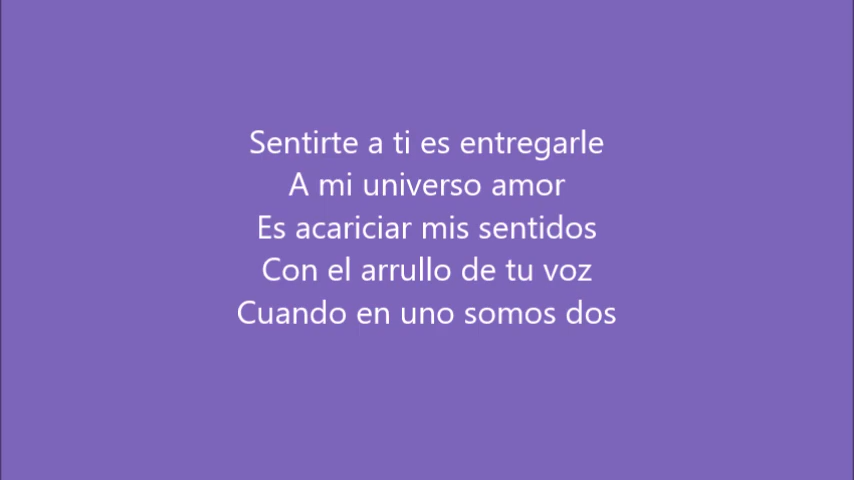 Sentirte a ti es entregarle
A mi universo amor
Es acariciar mis sentidos
Con el arrullo de tu voz
Cuando en uno somos dos